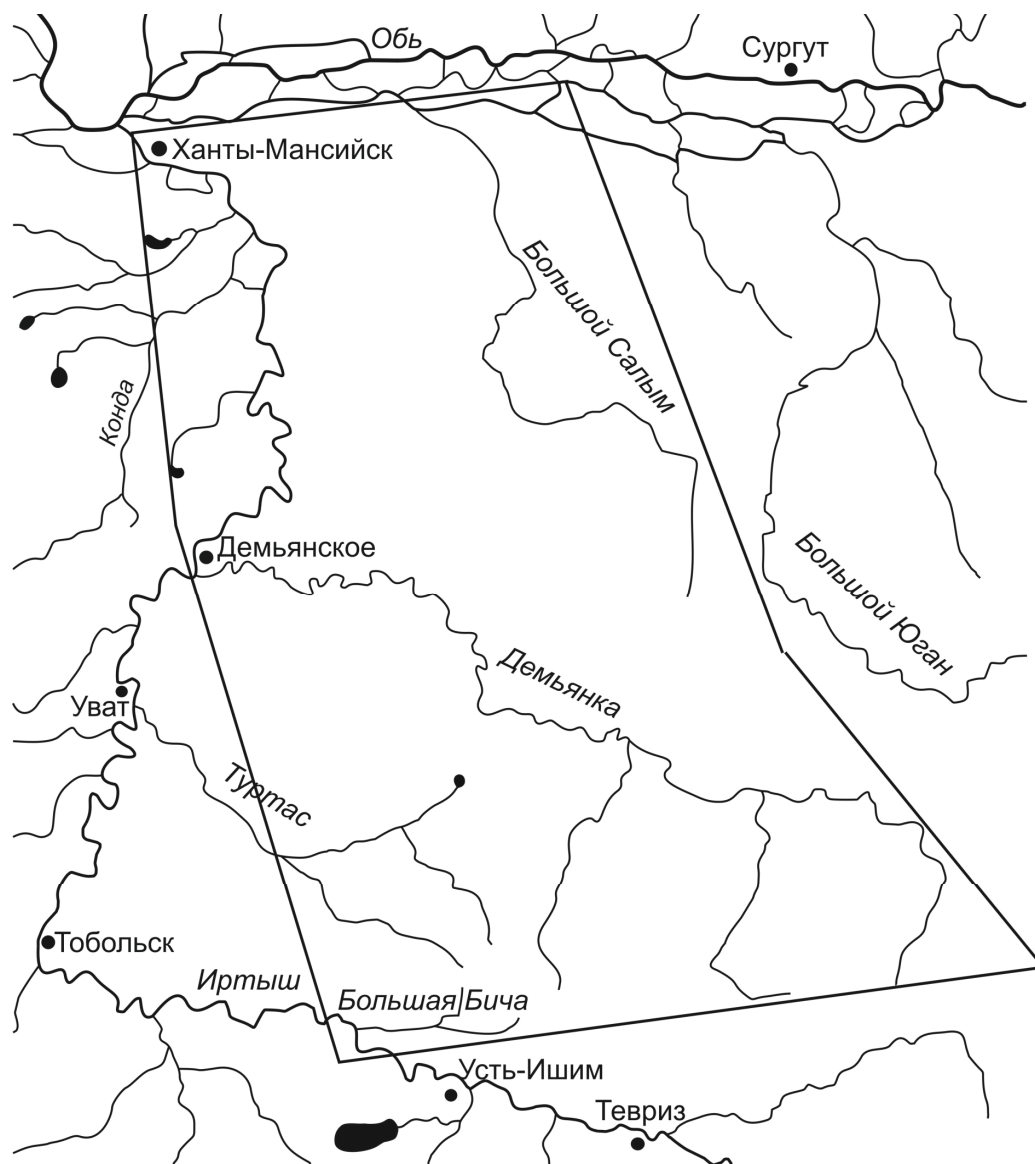 Обь
Сургут
Ханты-Мансийск
Большой Салым
Конда
Демьянское
Большой Юган
Демьянка
Уват
Туртас
Тобольск
Иртыш
Большая Бича
Усть-Ишим
Тевриз